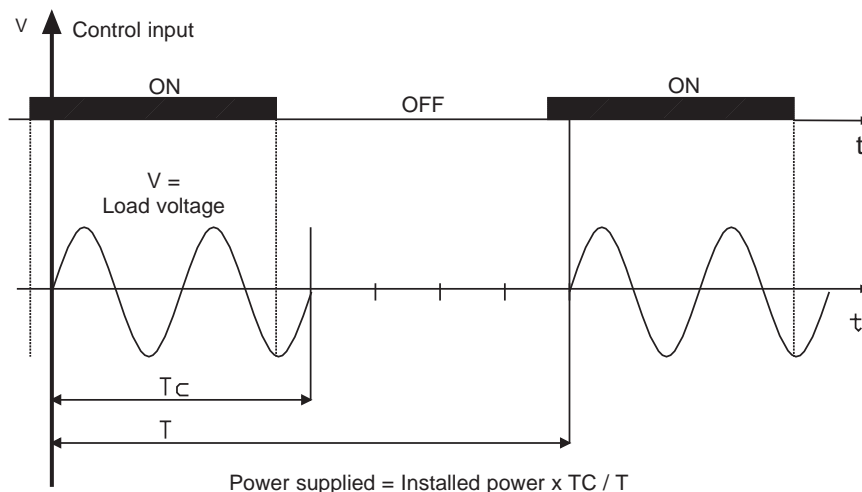 V
Control input
ON
ON
OFF
t
V =
Load voltage
t
Tc
T
Power supplied = Installed power x TC / T